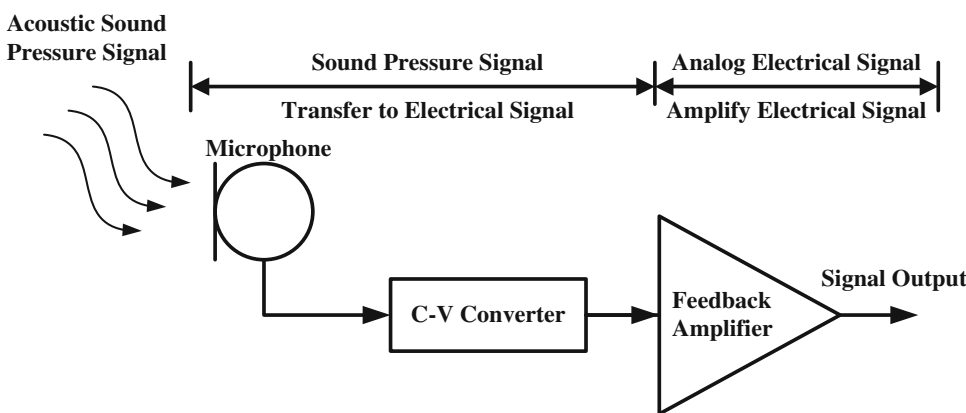 Acoustic Sound
Pressure Signal
Sound Pressure Signal
Transfer to Electrical Signal
Analog Electrical Signal
Amplify Electrical Signal
Microphone
C-V Converter
Feedback
Amplifier
Signal Output